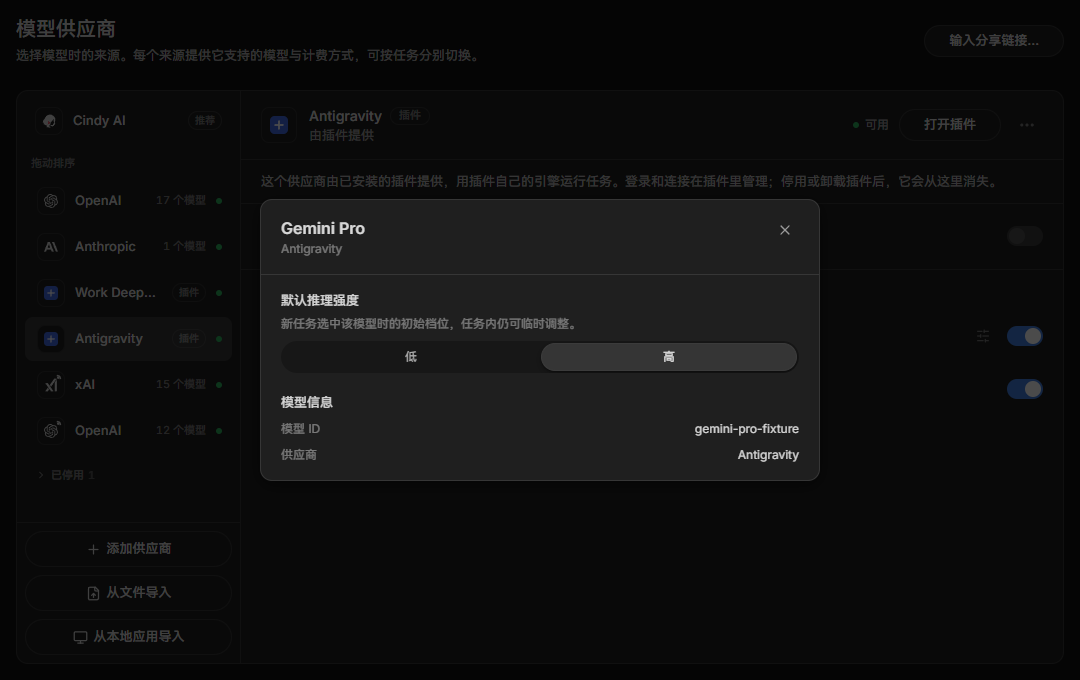 模型供应商
选择模型时的来源。每个来源提供它支持的模型与计费方式，可按任务分别切换。
输入分享链接...
Cindy AI 推荐
拖动排序
OpenAI 17 个模型
Anthropic 1 个模型
Work Deep... 插件
Antigravity 插件
xAI 15 个模型
OpenAI 12 个模型
已停用 1
添加供应商
从文件导入
从本地应用导入
Antigravity 插件
由插件提供
可用
打开插件
这个供应商由已安装的插件提供，用插件自己的引擎运行任务。登录和连接在插件里管理；停用或卸载插件后，它会从这里消失。
Gemini Pro
Antigravity
默认推理强度
新任务选中该模型时的初始档位，任务内仍可临时调整。
低 高
模型信息
模型 ID gemini-pro-fixture
供应商 Antigravity